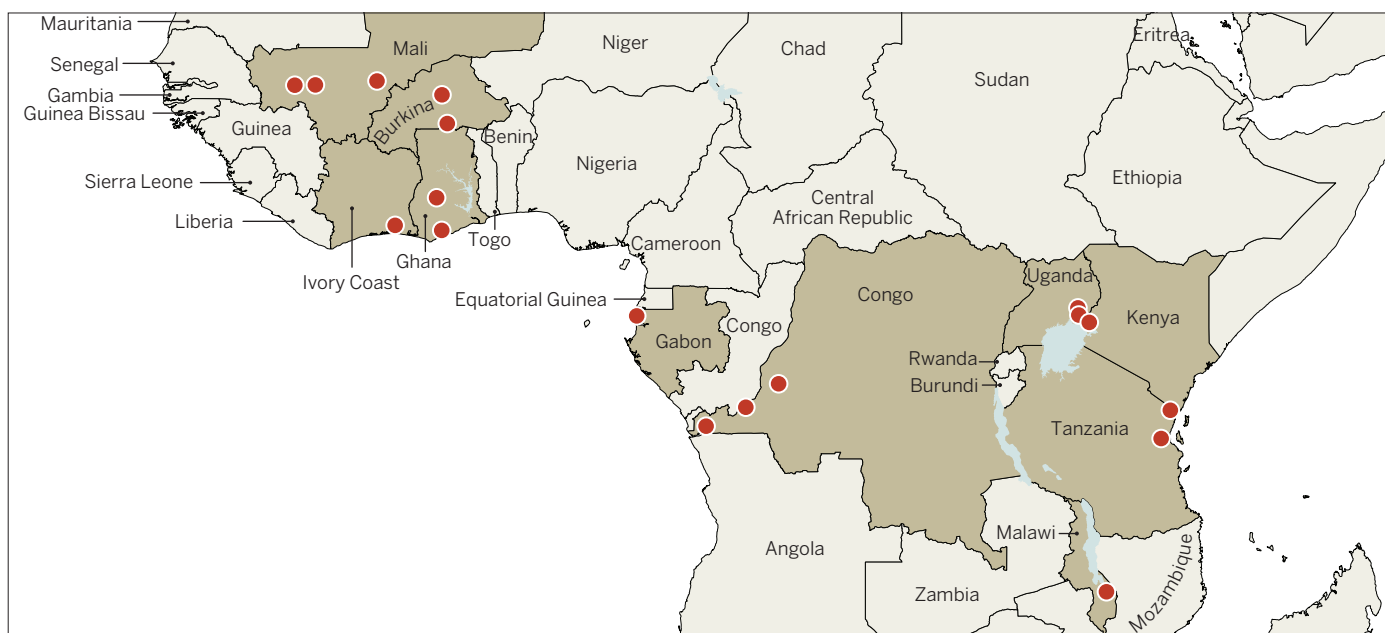 Mauritania
Mali
Niger
Chad
Eritrea
Senegal
Sudan
Gambia
Burkina
Guinea Bissau
Guinea
Benin
Nigeria
Ethiopia
Sierra Leone
Central
African Republic
Liberia
Togo
Cameroon
Ghana
Ivory Coast
Uganda
Equatorial Guinea
Congo
Congo
Kenya
Gabon
Rwanda
Burundi
Tanzania
Malawi
Angola
Mozambique
Zambia